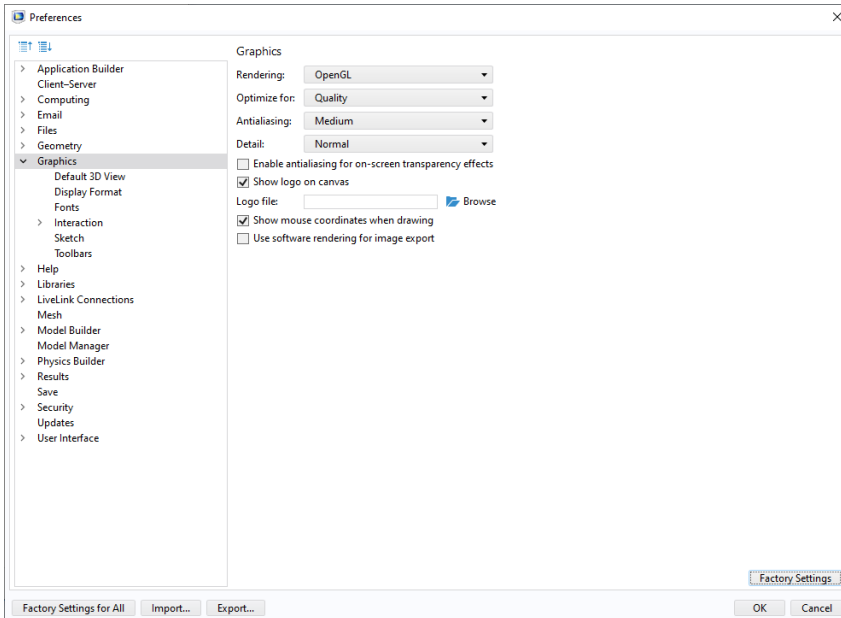 Preferences
Application Builder
Client–Server
Computing
Email
Files
Geometry
Graphics
Default 3D View
Display Format
Fonts
Interaction
Sketch
Toolbars
Help
Libraries
LiveLink Connections
Mesh
Model Builder
Model Manager
Physics Builder
Results
Save
Security
Updates
User Interface
Graphics
Rendering: OpenGL
Optimize for: Quality
Antialiasing: Medium
Detail: Normal
Enable antialiasing for on-screen transparency effects
Show logo on canvas
Logo file: Browse
Show mouse coordinates when drawing
Use software rendering for image export
Factory Settings
Factory Settings for All Import... Export... OK Cancel